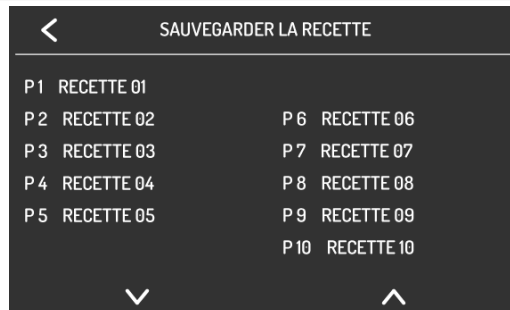 SAUVEGARDER LA RECETTE
P1 RECETTE 01
P2 RECETTE 02
P3 RECETTE 03
P4 RECETTE 04
P5 RECETTE 05
P6 RECETTE 06
P7 RECETTE 07
P8 RECETTE 08
P9 RECETTE 09
P10 RECETTE 10